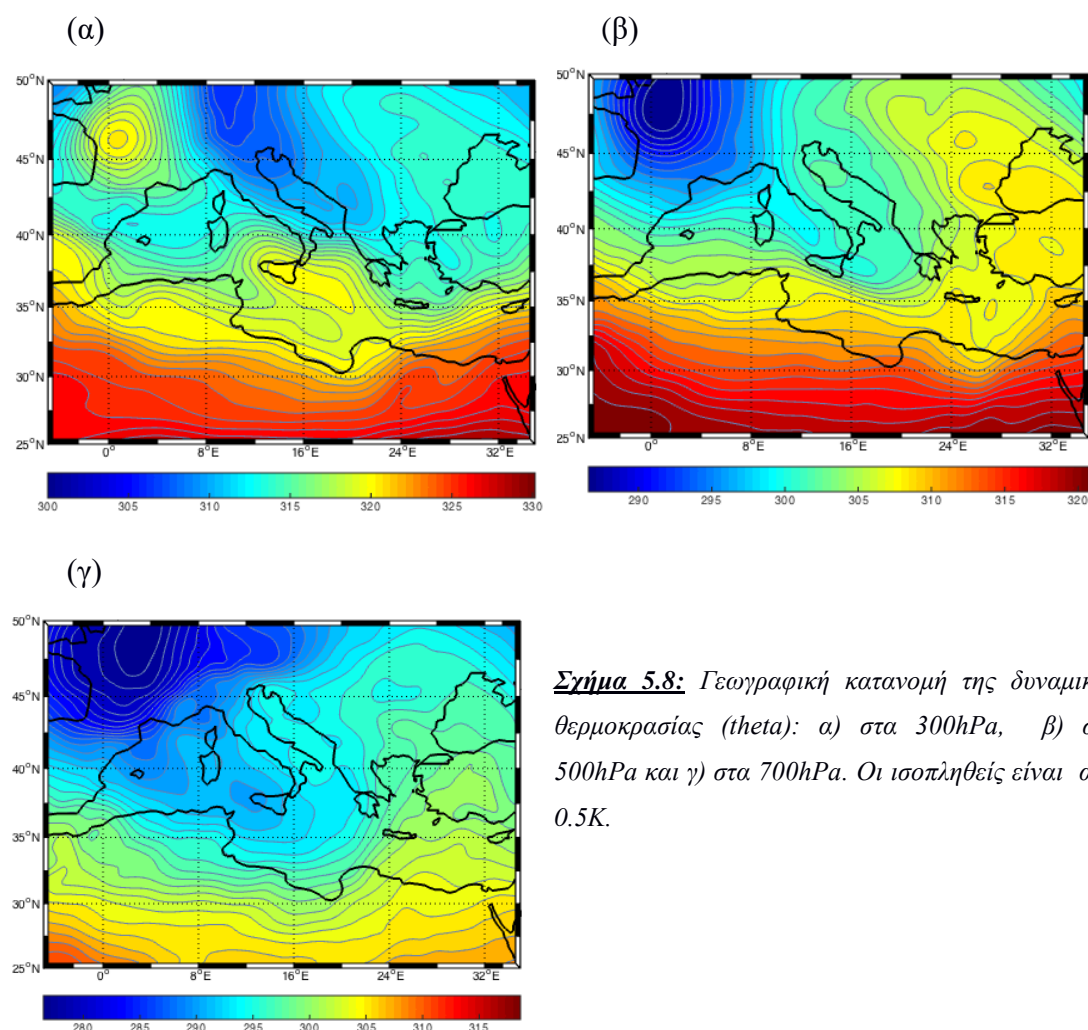 (α)
50°N
45°N
40°N
35°N
30°N
25°N
0° 8°E 16°E 24°E 32°E
300 305 310 315 320 325 330
(β)
50°N
45°N
40°N
35°N
30°N
25°N
0° 8°E 16°E 24°E 32°E
290 295 300 305 310 315 320
(γ)
50°N
45°N
40°N
35°N
30°N
25°N
0° 8°E 16°E 24°E 32°E
280 285 290 295 300 305 310 315
Σχήμα 5.8: Γεωγραφική κατανομή της δυναμικ
θερμοκρασίας (theta): α) στα 300hPa, β) σ
500hPa και γ) στα 700hPa. Οι ισοπληθείς είναι α
0.5K.